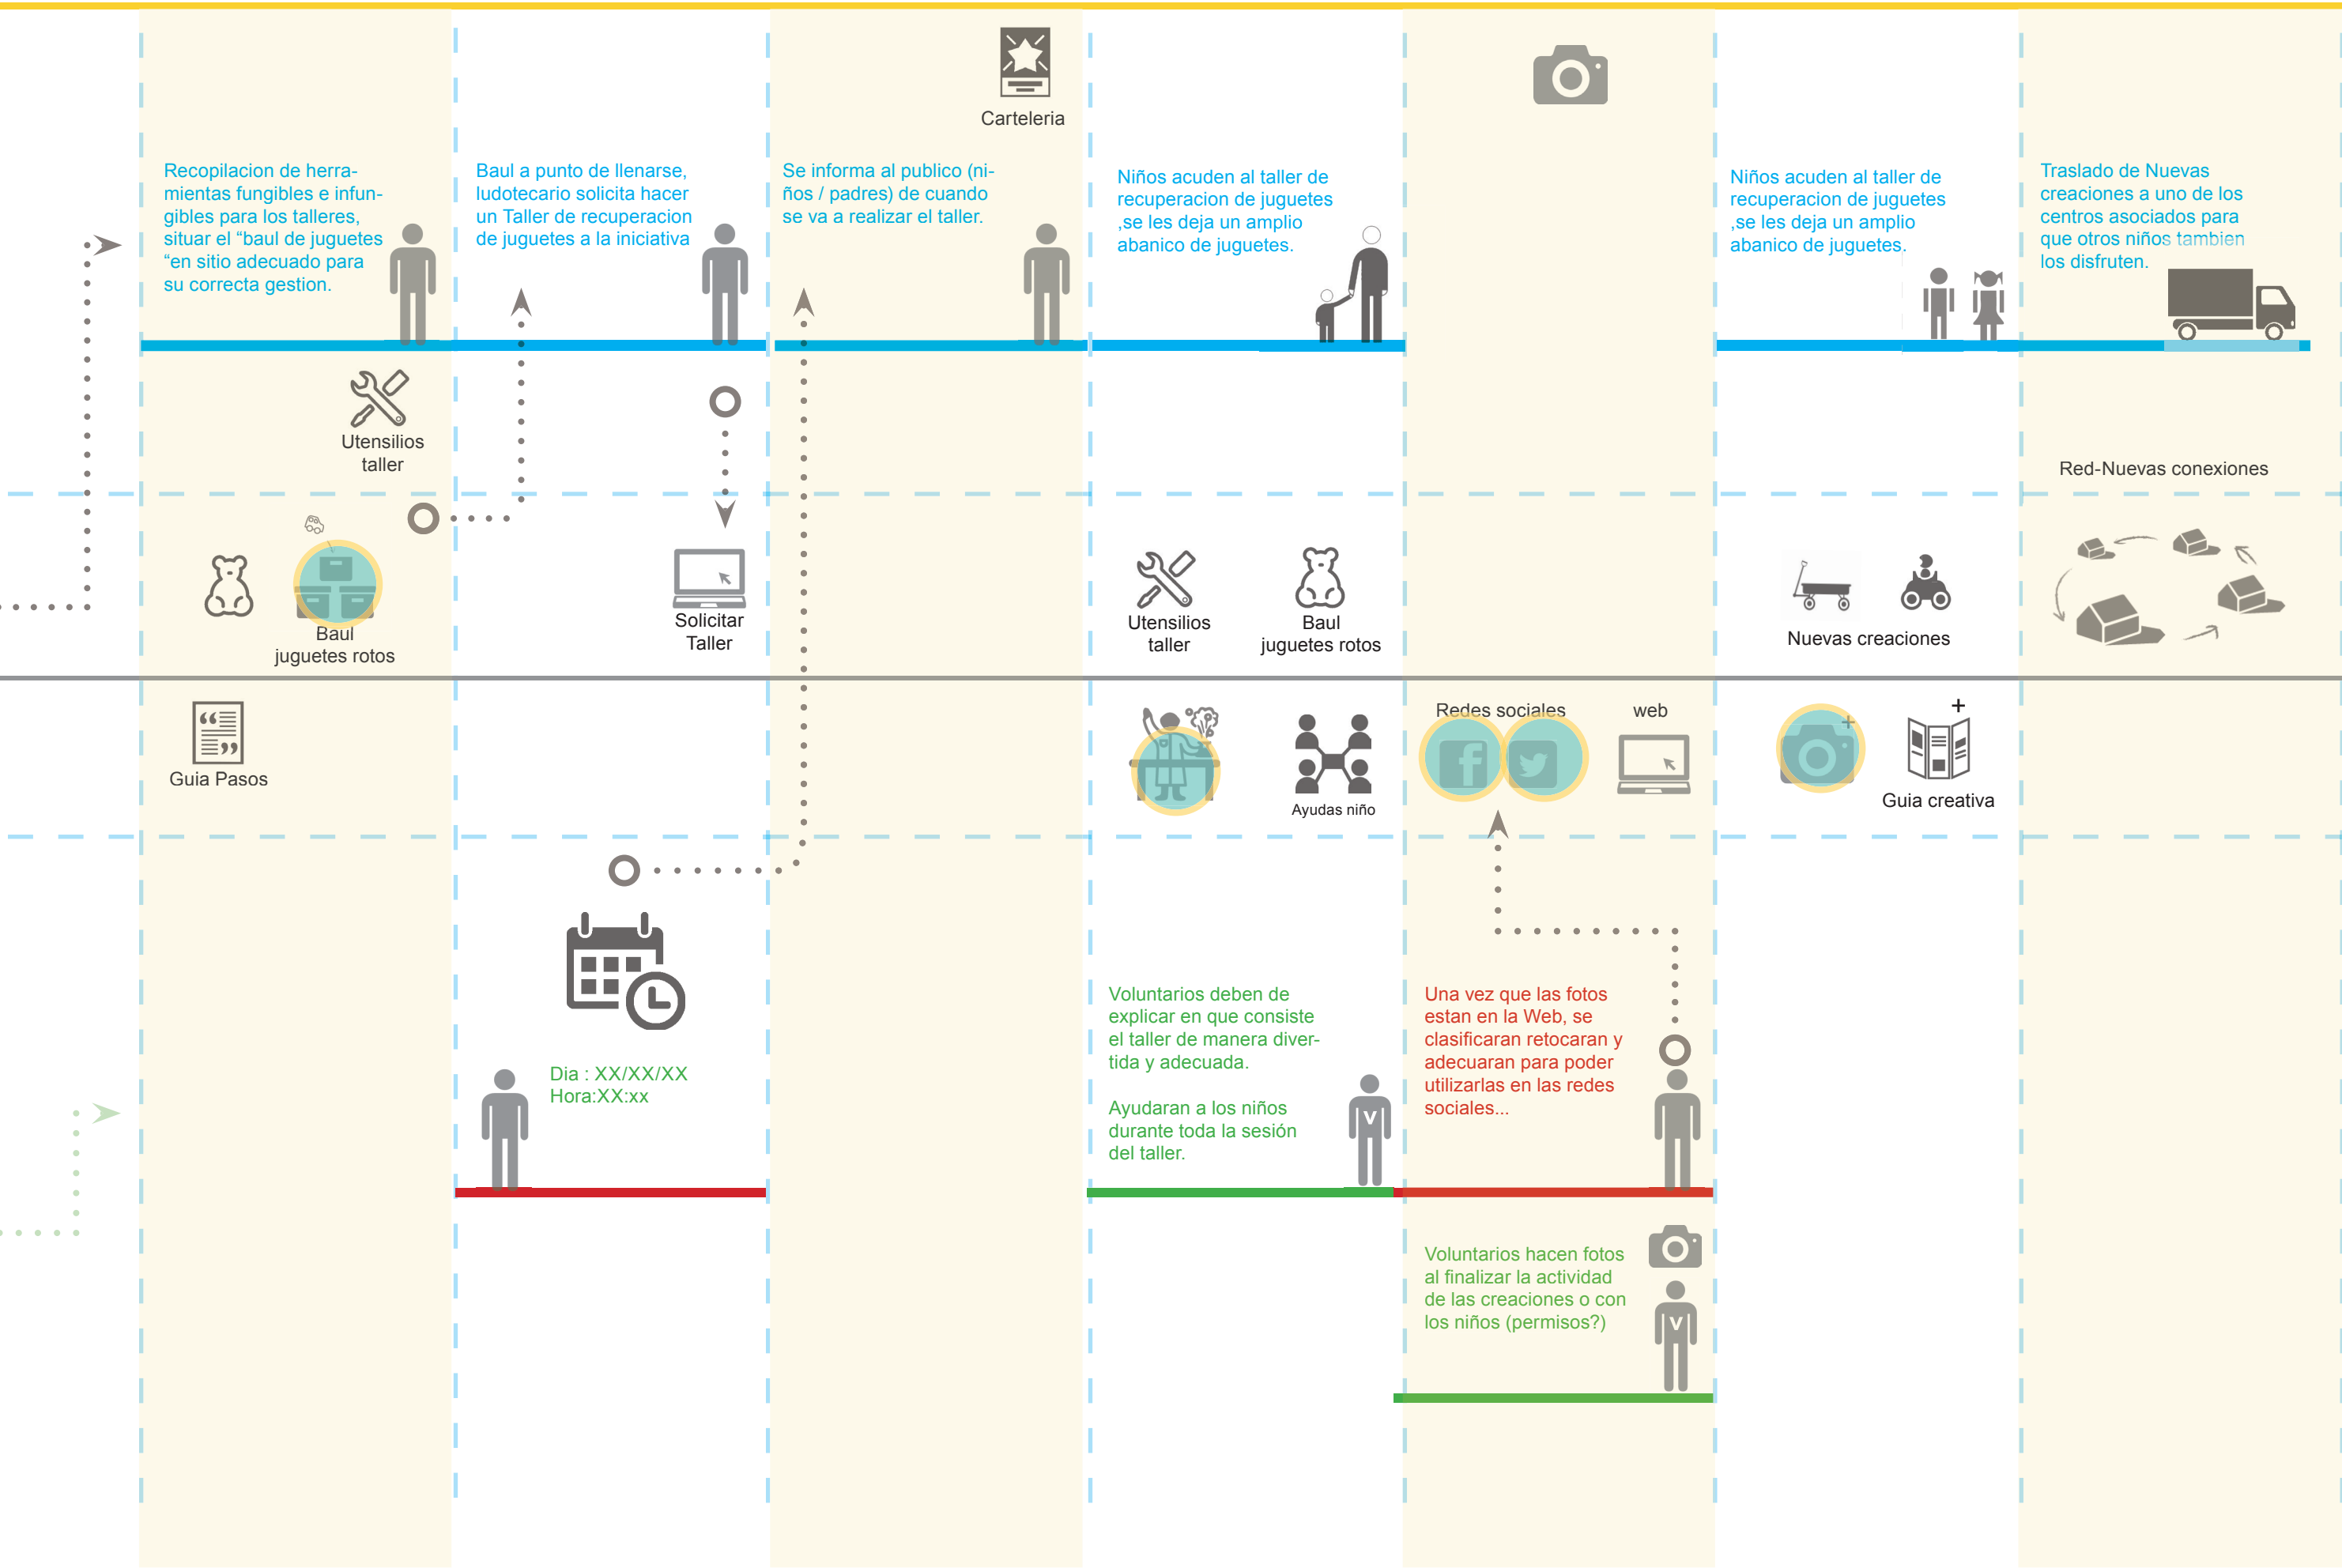 Carteleria
Recopilacion de herra-
mientas fungibles e infun-
gibles para los talleres,
situar el “baul de juguetes
“en sitio adecuado para
su correcta gestion.
Baul a punto de llenarse,
ludotecario solicita hacer
un Taller de recuperacion
de juguetes a la iniciativa
Se informa al publico (ni-
ños / padres) de cuando
se va a realizar el taller.
Niños acuden al taller de
recuperacion de juguetes
,se les deja un amplio
abanico de juguetes.
Niños acuden al taller de
recuperacion de juguetes
,se les deja un amplio
abanico de juguetes.
Traslado de Nuevas
creaciones a uno de los
centros asociados para
que otros niños tambien
los disfruten.
Utensilios
taller
Red-Nuevas conexiones
Baul
juguetes rotos
Solicitar
Taller
Utensilios
taller
Baul
juguetes rotos
Nuevas creaciones
Guia Pasos
Ayudas niño
Redes sociales
web
+
+
Guia creativa
Dia : XX/XX/XX
Hora:XX:xx
Voluntarios deben de
explicar en que consiste
el taller de manera diver-
tida y adecuada.
Ayudaran a los niños
durante toda la sesión
del taller.
V
Una vez que las fotos
estan en la Web, se
clasificaran retocaran y
adecuaran para poder
utilizarlas en las redes
sociales...
Voluntarios hacen fotos
al finalizar la actividad
de las creaciones o con
los niños (permisos?)
V